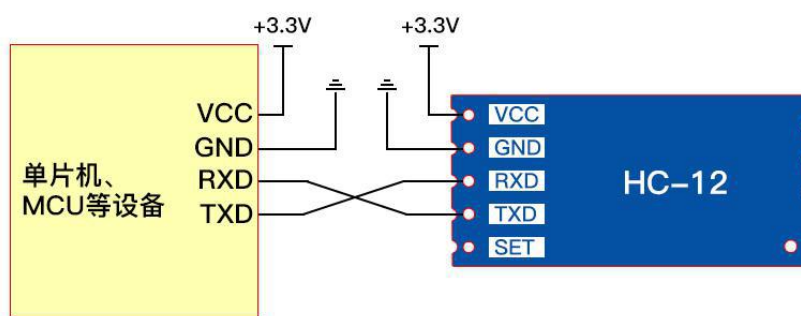 +3.3V
+3.3V
VCC
GND
RXD
TXD
单片机、
MCU等设备
VCC
GND
RXD
TXD
SET
HC-12